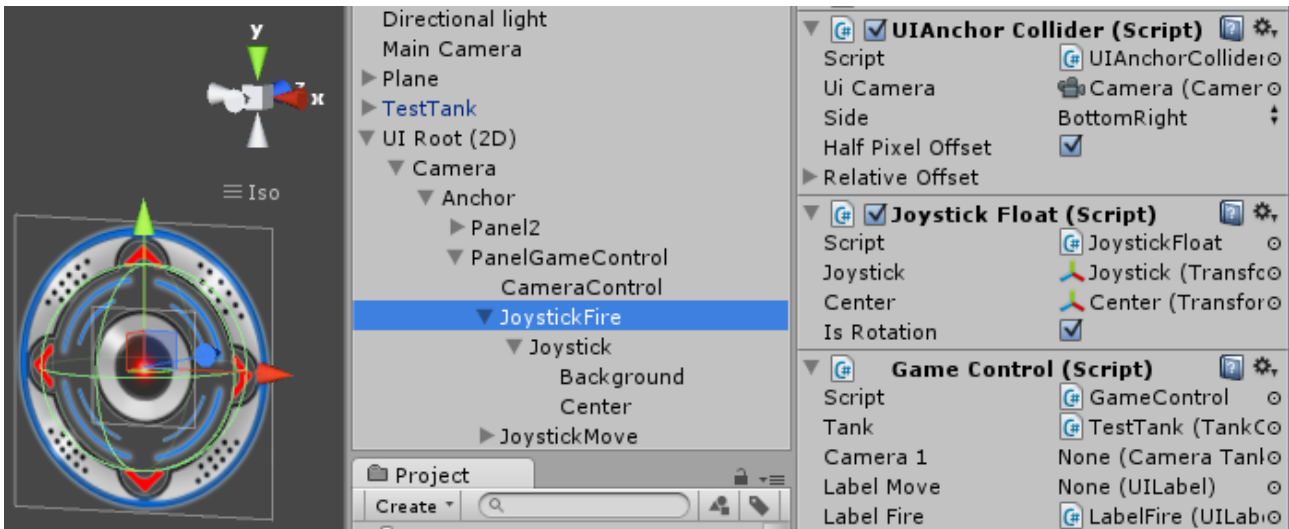 y
z
x
Iso
Directional light
Main Camera
Plane
TestTank
UI Root (2D)
Camera
Anchor
Panel2
PanelGameControl
CameraControl
JoystickFire
Joystick
Background
Center
JoystickMove
Project
Create
UIAnchor Collider (Script)
Script
UIAnchorCollider
Ui Camera
Camera (Camer
Side
BottomRight
Half Pixel Offset
Relative Offset
Joystick Float (Script)
Script
JoystickFloat
Joystick
Joystick (Transfc
Center
Center (Transfor
Is Rotation
Game Control (Script)
Script
GameControl
Tank
TestTank (TankCo
Camera 1
None (Camera Tank
Label Move
None (UILabel)
Label Fire
LabelFire (UILabe